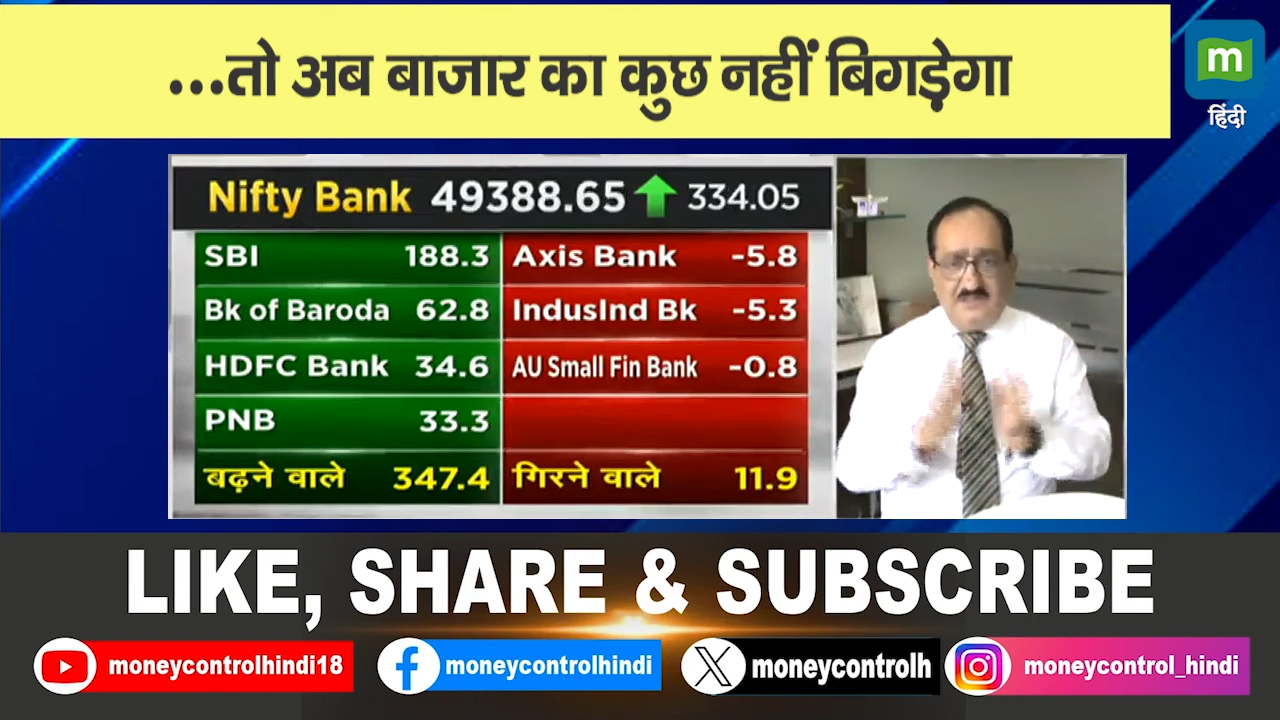 ...तो अब बाजार का कुछ नहीं बिगड़ेगा
m
हिंदी
Nifty Bank 49388.65 334.05
SBI 188.3 Axis Bank -5.8
Bk of Baroda 62.8 IndusInd Bk -5.3
HDFC Bank 34.6 AU Small Fin Bank -0.8
PNB 33.3
बढ़ने वाले 347.4 गिरने वाले 11.9
LIKE, SHARE & SUBSCRIBE
moneycontrolhindi18 moneycontrolhindi moneycontrolh moneycontrol_hindi